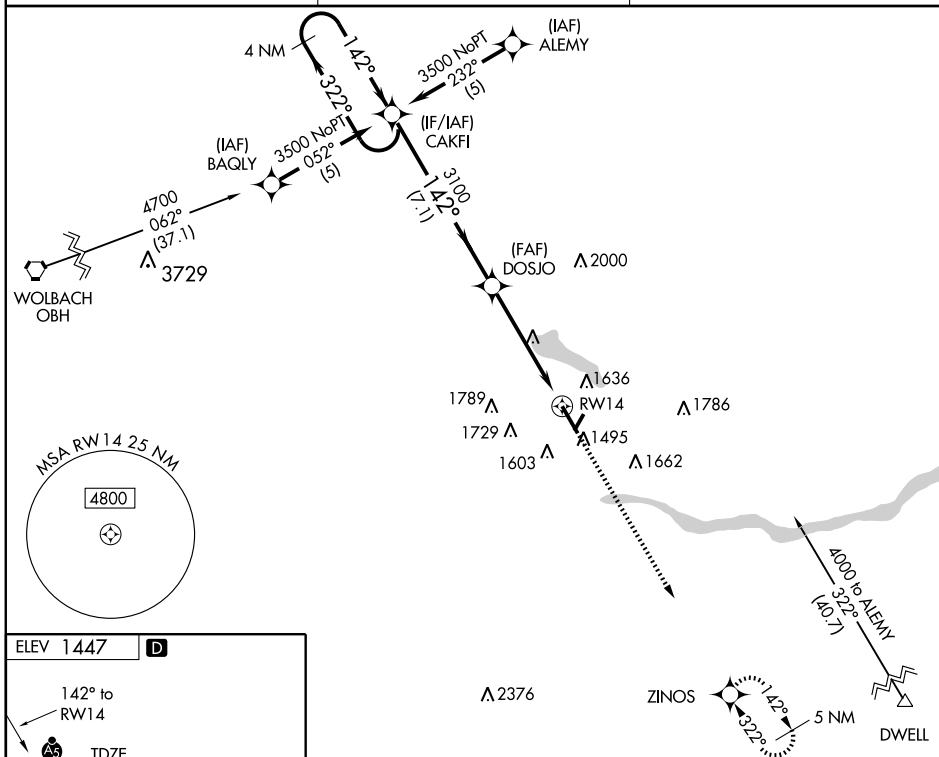 4 NM
142°
322°
(IAF)
ALEMY
3500 NoPT
232°
(5)
(IF/IAF)
CAKFI
(IAF)
BAQLY
3500 NoPT
052°
(5)
4700
062°
(37.1)
3729
WOLBACH
OBH
3100
142°
(7.1)
(FAF)
DOSJO
2000
1636
1789
RW14
1786
1729
1495
1603
1662
MSA RW14 25 NM
4800
4000 to ALEMY
322°
(40.7)
ELEV 1447 D
142° to
RW14
A5
TDZE
2376
ZINOS
142°
322°
5 NM
DWELL